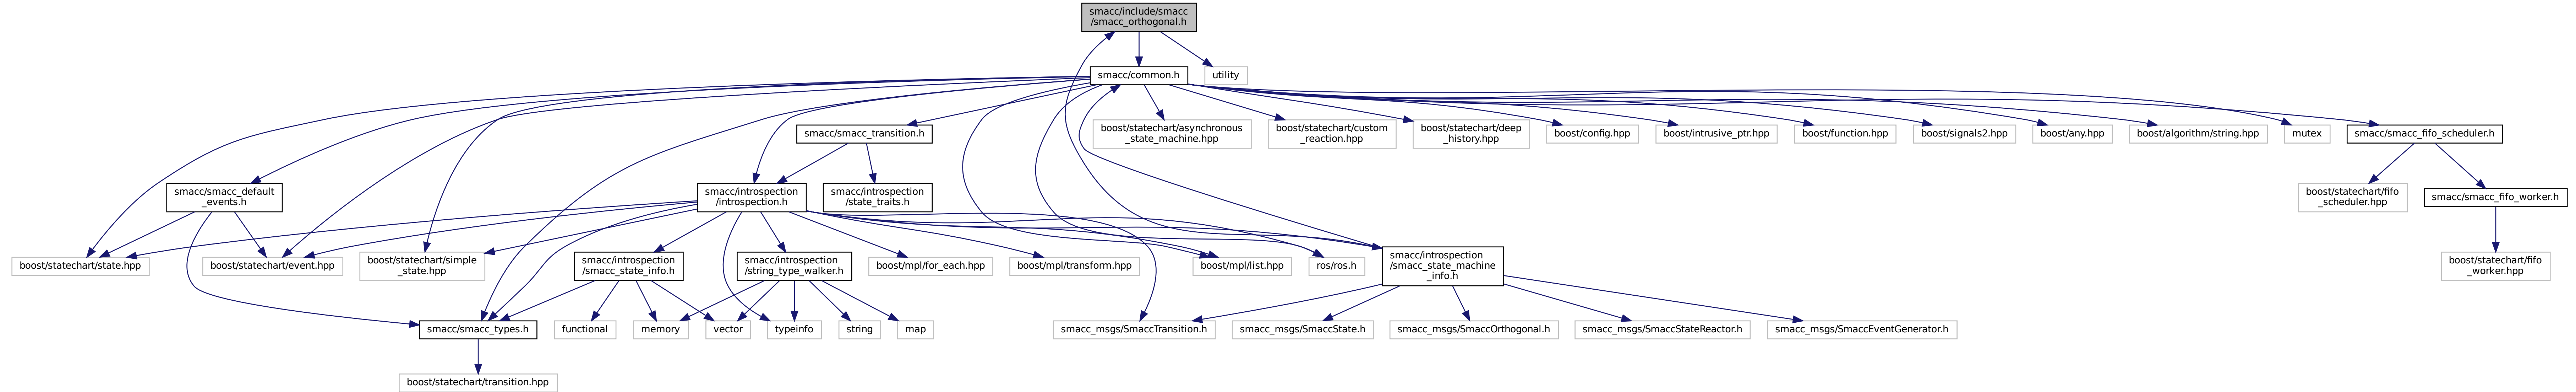 smacc/include/smacc
/smacc_orthogonal.h
smacc/common.h
utility
smacc/smacc_transition.h
boost/statechart/asynchronous
_state_machine.hpp
boost/statechart/custom
_reaction.hpp
boost/statechart/deep
_history.hpp
boost/config.hpp
boost/intrusive_ptr.hpp
boost/function.hpp
boost/signals2.hpp
boost/any.hpp
boost/algorithm/string.hpp
mutex
smacc/smacc_fifo_scheduler.h
smacc/smacc_default
_events.h
smacc/introspection
/introspection.h
smacc/introspection
/state_traits.h
boost/statechart/fifo
_scheduler.hpp
smacc/smacc_fifo_worker.h
boost/statechart/state.hpp
boost/statechart/event.hpp
boost/statechart/simple
_state.hpp
smacc/introspection
/smacc_state_info.h
smacc/introspection
/string_type_walker.h
boost/mpl/for_each.hpp
boost/mpl/transform.hpp
boost/mpl/list.hpp
ros/ros.h
smacc/introspection
/smacc_state_machine
_info.h
boost/statechart/fifo
_worker.hpp
smacc/smacc_types.h
functional
memory
vector
typeinfo
string
map
smacc_msgs/SmaccTransition.h
smacc_msgs/SmaccState.h
smacc_msgs/SmaccOrthogonal.h
smacc_msgs/SmaccStateReactor.h
smacc_msgs/SmaccEventGenerator.h
boost/statechart/transition.hpp